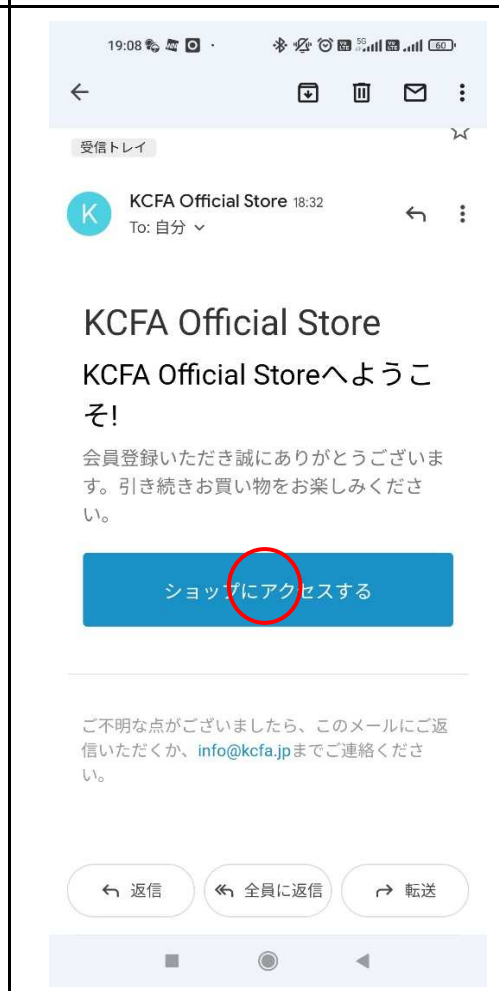 19:08
5G
60
受信トレイ
K
KCFA Official Store 18:32
To: 自分
KCFA Official Store
KCFA Official Storeへようこ
そ!
会員登録いただき誠にありがとうございま
す。引き続きお買い物をお楽しみくださ
い。
ショップにアクセスする
ご不明な点がございましたら、このメールにご返
信いただくか、info@kcfa.jpまでご連絡くださ
い。
返信
全員に返信
転送